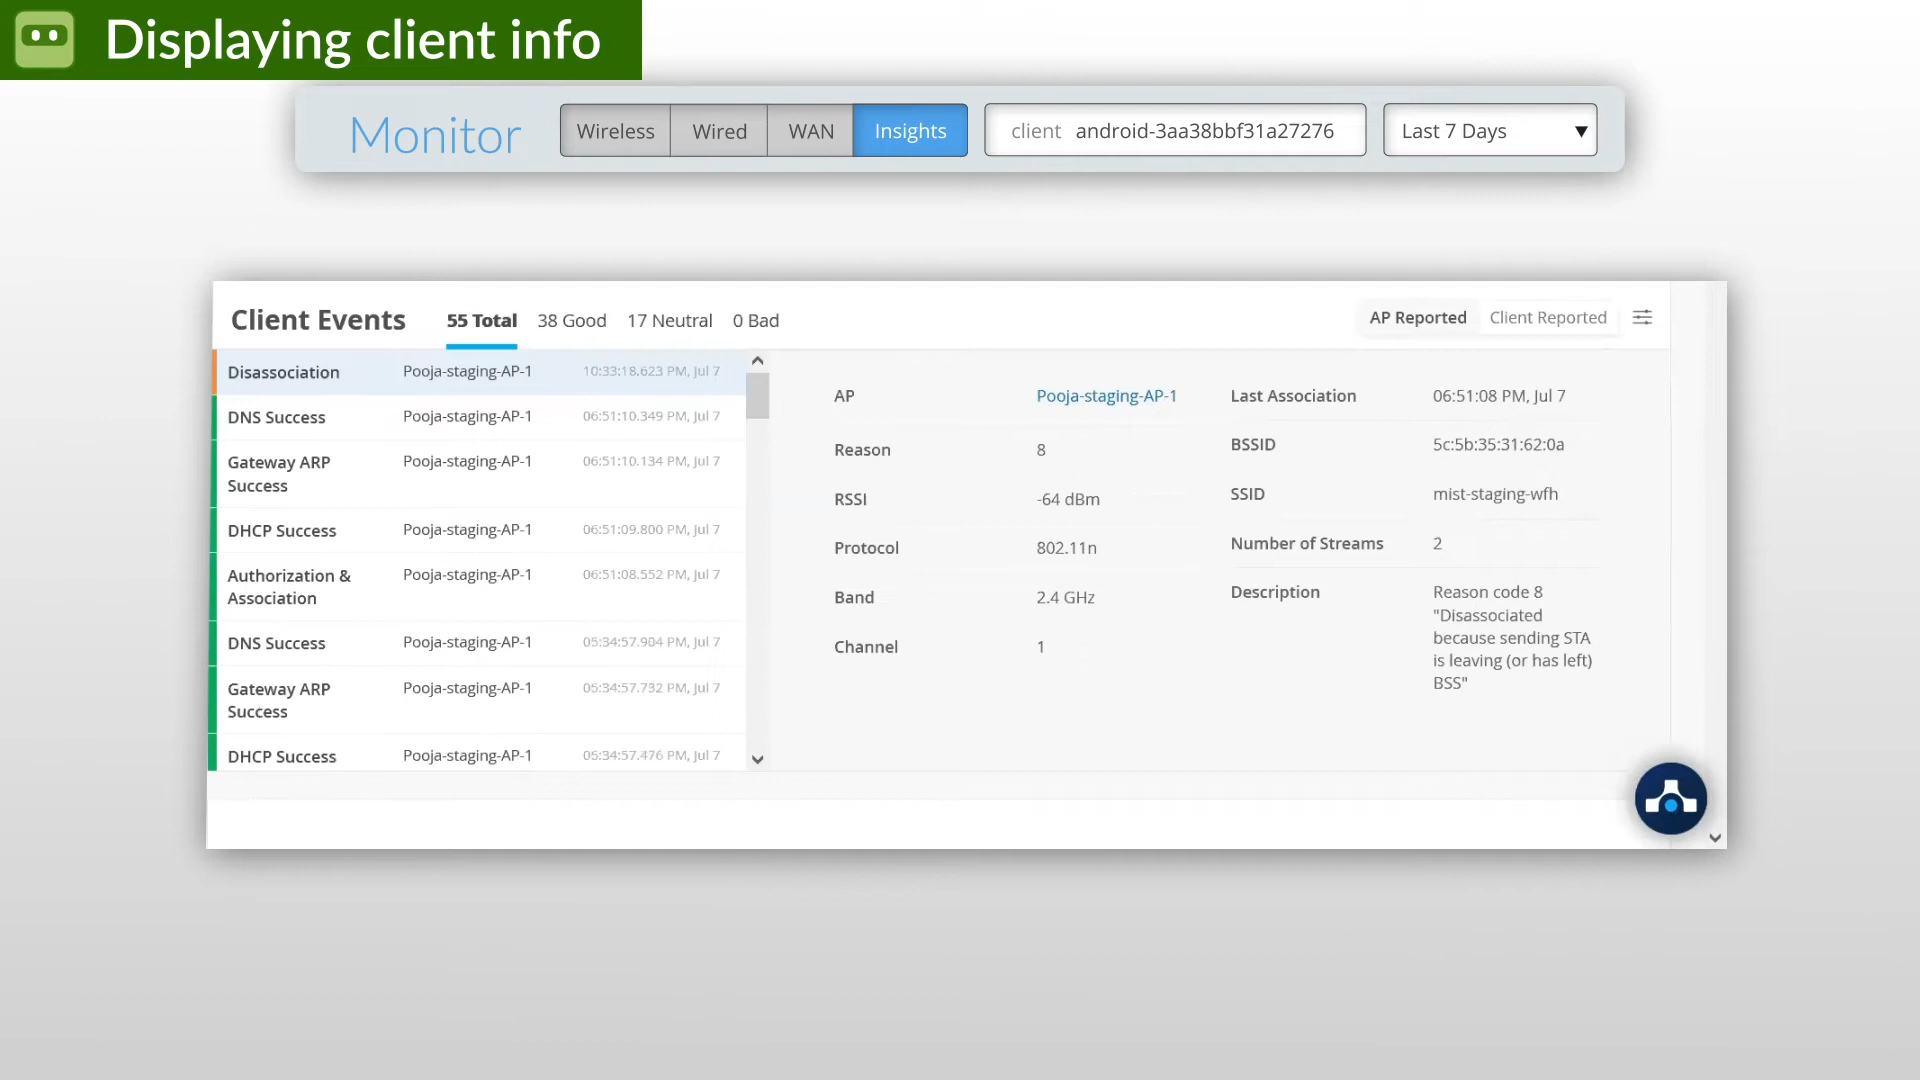 Displaying client info
Monitor Wireless Wired WAN Insights client android-3aa38bbf31a27276 Last 7 Days
Client Events 55 Total 38 Good 17 Neutral 0 Bad AP Reported Client Reported
Disassociation Pooja-staging-AP-1 10:33:18.623 PM, Jul 7
DNS Success Pooja-staging-AP-1 06:51:10.349 PM, Jul 7
Gateway ARP Pooja-staging-AP-1 06:51:10.134 PM, Jul 7
Success
DHCP Success Pooja-staging-AP-1 06:51:09.800 PM, Jul 7
Authorization & Pooja-staging-AP-1 06:51:08.552 PM, Jul 7
Association
DNS Success Pooja-staging-AP-1 05:34:57.904 PM, Jul 7
Gateway ARP Pooja-staging-AP-1 05:34:57.732 PM, Jul 7
Success
DHCP Success Pooja-staging-AP-1 05:34:57.476 PM, Jul 7
AP Pooja-staging-AP-1
Reason 8
RSSI -64 dBm
Protocol 802.11n
Band 2.4 GHz
Channel 1
Last Association 06:51:08 PM, Jul 7
BSSID 5c:5b:35:31:62:0a
SSID mist-staging-wfh
Number of Streams 2
Description Reason code 8
"Disassociated
because sending STA
is leaving (or has left)
BSS"